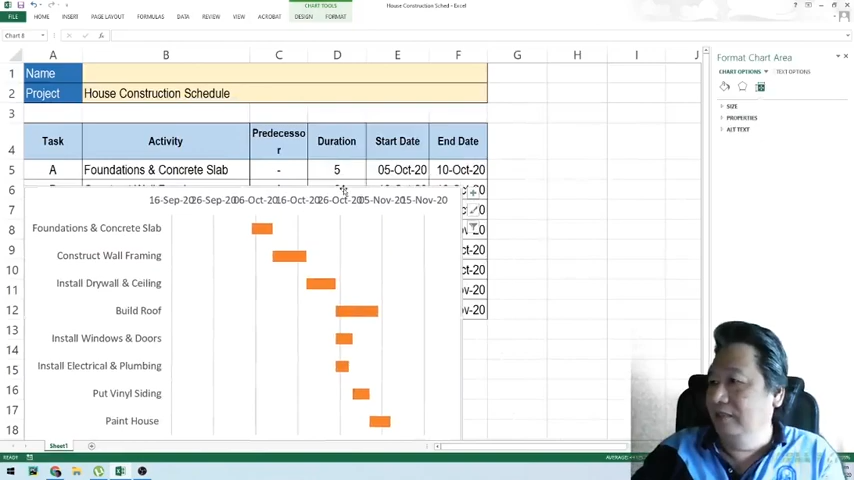 House Construction Sched - Excel
CHART TOOLS
FILE HOME INSERT PAGE LAYOUT FORMULAS DATA REVIEW VIEW ACROBAT DESIGN FORMAT
Chart 8
A B C D E F G H I J
1 Name
2 Project House Construction Schedule
3
4 Task Activity Predecesso r Duration Start Date End Date
5 A Foundations & Concrete Slab - 5 05-Oct-20 10-Oct-20
6
7
8
9
10
11
12
13
14
15
16
17
18
16-Sep-20 26-Sep-20 06-Oct-20 16-Oct-20 26-Oct-20 05-Nov-20 15-Nov-20
Foundations & Concrete Slab
Construct Wall Framing
Install Drywall & Ceiling
Build Roof
Install Windows & Doors
Install Electrical & Plumbing
Put Vinyl Siding
Paint House
Format Chart Area
CHART OPTIONS TEXT OPTIONS
SIZE
PROPERTIES
ALT TEXT
Sheet1